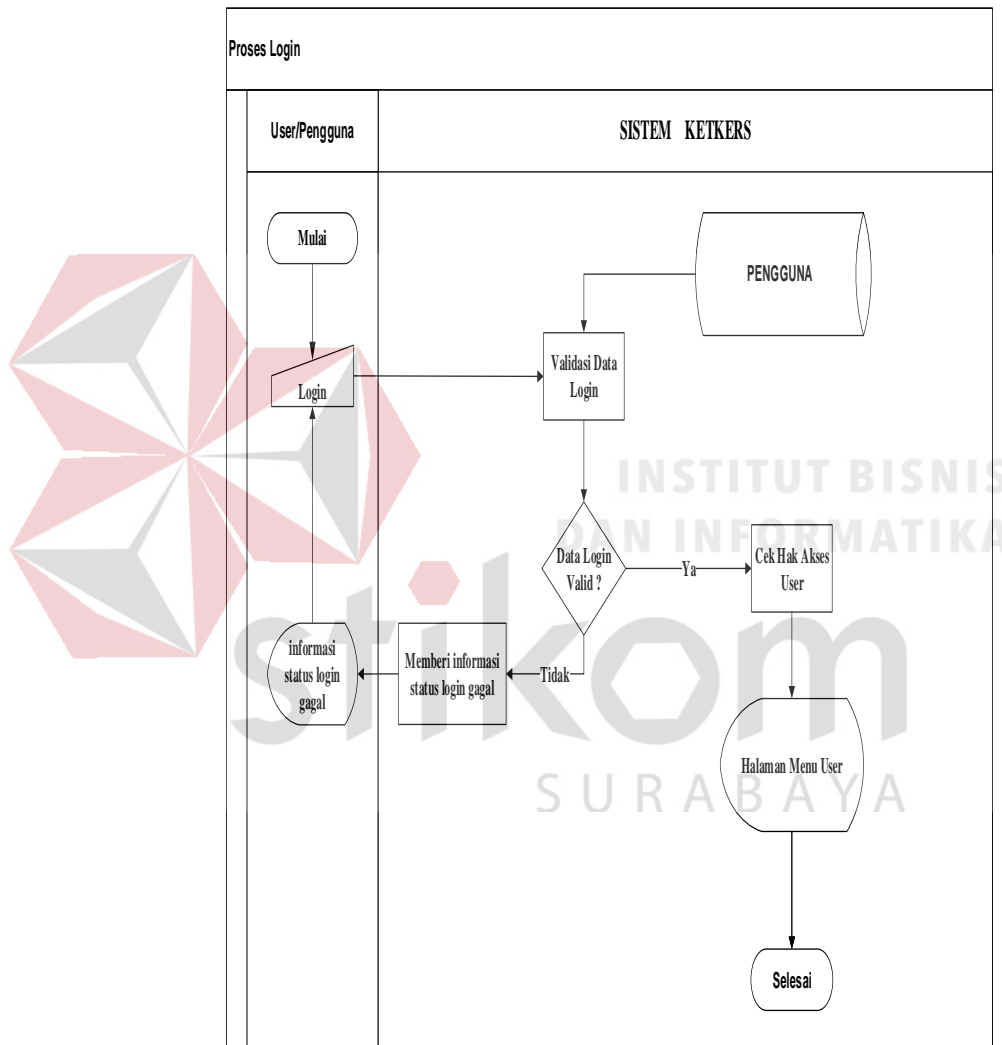 Proses Login
User/Pengguna
SISTEM KETKERS
Mulai
PENGGUNA
Login
Validasi Data
Login
INSTITUT BISNIS
DAN INFORMATIKA
Data Login
Valid ?
Ya
Cek Hak Akses
User
stikom
informasi
status login
gagal
Memberi informasi
status login gagal
Tidak
Halaman Menu User
SURABAYA
Selesai